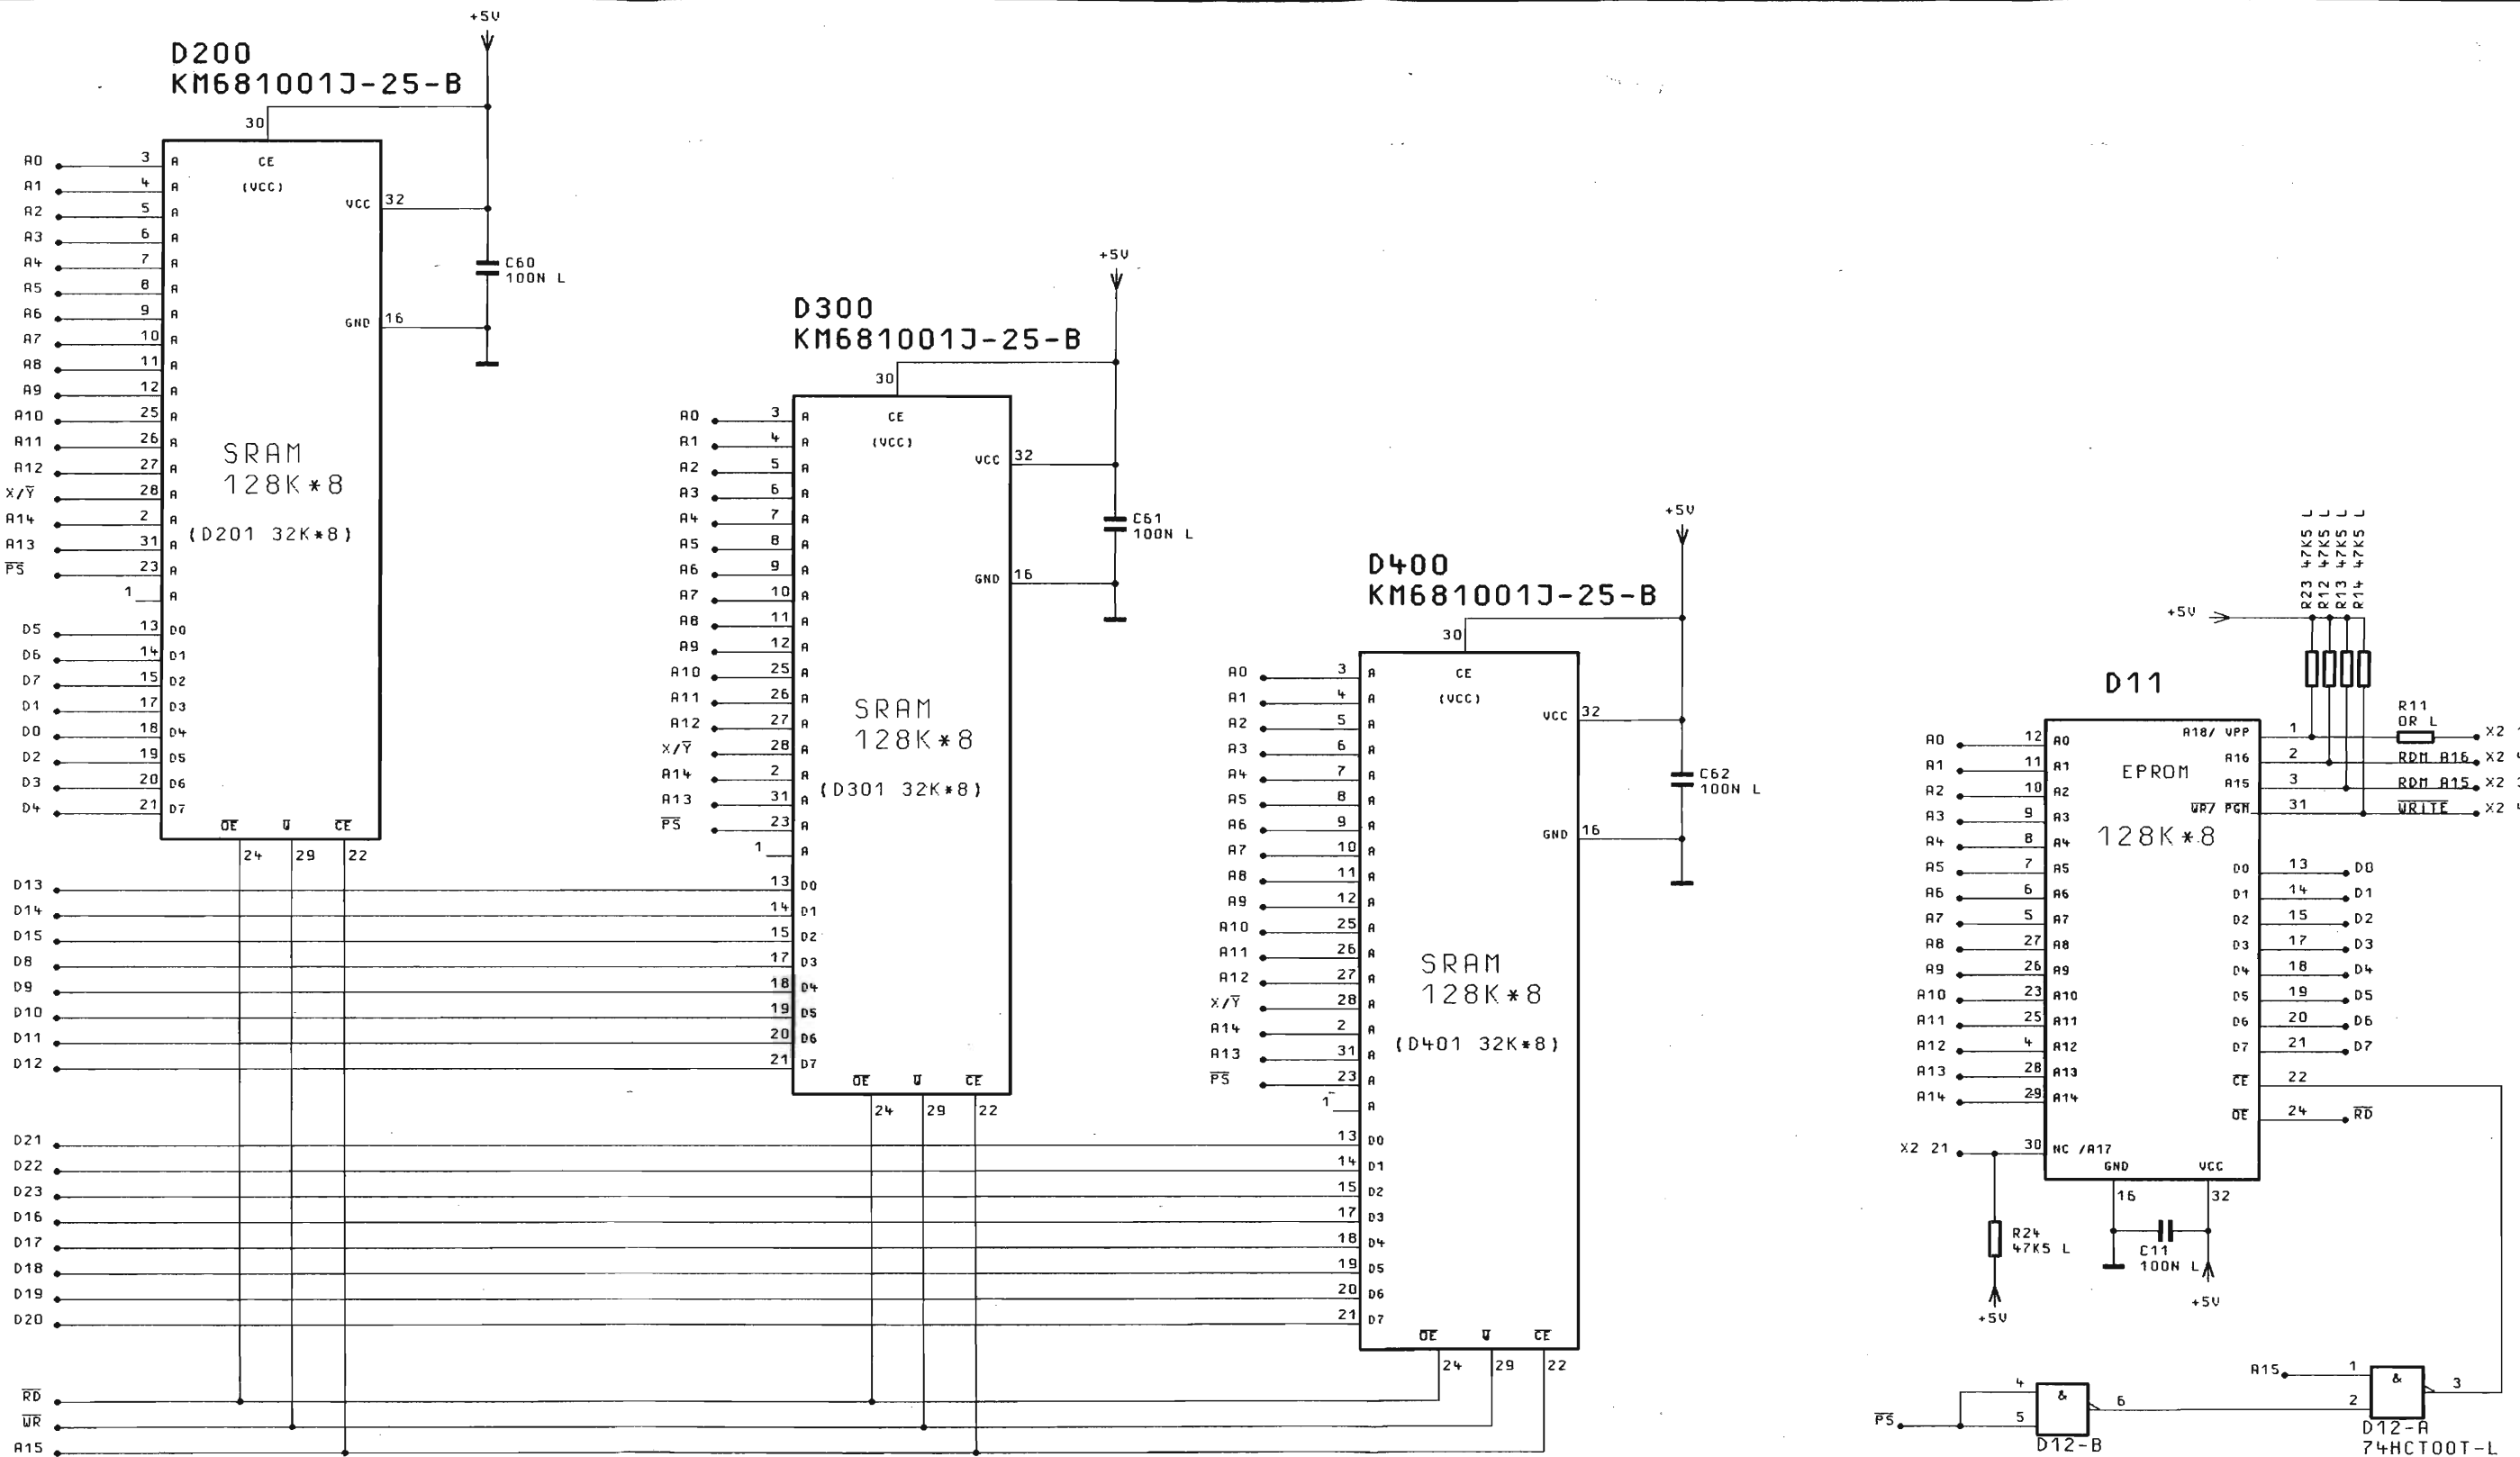 +5V
D200
KM681001J-25-B
30
A0 3 A CE
A1 4 A (VCC)
A2 5 A VCC 32
A3 6 A
A4 7 A
C60
100N L
A5 8 A
A6 9 A
GND 16
A7 10 A
A8 11 A
A9 12 A
A10 25 A
A11 26 A
A12 27 A
SRAM
128K*8
X/Y̅ 28 A
A14 2 A
(D201 32K*8)
A13 31 A
P̅S̅ 23 A
1 A
D5 13 D0
D6 14 D1
D7 15 D2
D1 17 D3
D0 18 D4
D2 19 D5
D3 20 D6
D4 21 D7
O̅E̅ W̅ C̅E̅
24 29 22
+5V
D300
KM681001J-25-B
30
A0 3 A CE
A1 4 A (VCC)
A2 5 A VCC 32
A3 6 A
A4 7 A
C61
100N L
A5 8 A
A6 9 A
GND 16
A7 10 A
A8 11 A
A9 12 A
A10 25 A
A11 26 A
A12 27 A
SRAM
128K*8
X/Y̅ 28 A
A14 2 A
(D301 32K*8)
A13 31 A
P̅S̅ 23 A
1 A
D13 13 D0
D14 14 D1
D15 15 D2
D8 17 D3
D9 18 D4
D10 19 D5
D11 20 D6
D12 21 D7
O̅E̅ W̅ C̅E̅
24 29 22
+5V
D400
KM681001J-25-B
30
A0 3 A CE
A1 4 A (VCC)
A2 5 A VCC 32
A3 6 A
A4 7 A
C62
100N L
A5 8 A
A6 9 A
GND 16
A7 10 A
A8 11 A
A9 12 A
A10 25 A
A11 26 A
A12 27 A
SRAM
128K*8
X/Y̅ 28 A
A14 2 A
(D401 32K*8)
A13 31 A
P̅S̅ 23 A
1 A
D21 13 D0
D22 14 D1
D23 15 D2
D16 17 D3
D17 18 D4
D18 19 D5
D19 20 D6
D20 21 D7
O̅E̅ W̅ C̅E̅
24 29 22
R̅D̅
W̅R̅
A15
R23 47K5 L
R12 47K5 L
R13 47K5 L
R14 47K5 L
+5V
D11
R11
0R L
EPROM
128K*8
A18/ VPP 1 X2
A16 2 RDM A16 X2
A15 3 RDM A15 X2
W̅R̅/ P̅G̅M̅ 31 W̅R̅I̅T̅E̅ X2
A0 12 A0
A1 11 A1
A2 10 A2
A3 9 A3
A4 8 A4
A5 7 A5
A6 6 A6
A7 5 A7
A8 27 A8
A9 26 A9
A10 23 A10
A11 25 A11
A12 4 A12
A13 28 A13
A14 29 A14
D0 13 D0
D1 14 D1
D2 15 D2
D3 17 D3
D4 18 D4
D5 19 D5
D6 20 D6
D7 21 D7
C̅E̅ 22
O̅E̅ 24 R̅D̅
X2 21 30 NC /A17
GND VCC
16 32
R24
47K5 L
C11
100N L
+5V
+5V
A15 1 & 3
2
P̅S̅ 4 & 6
5
D12-B
D12-A
74HCT00T-L